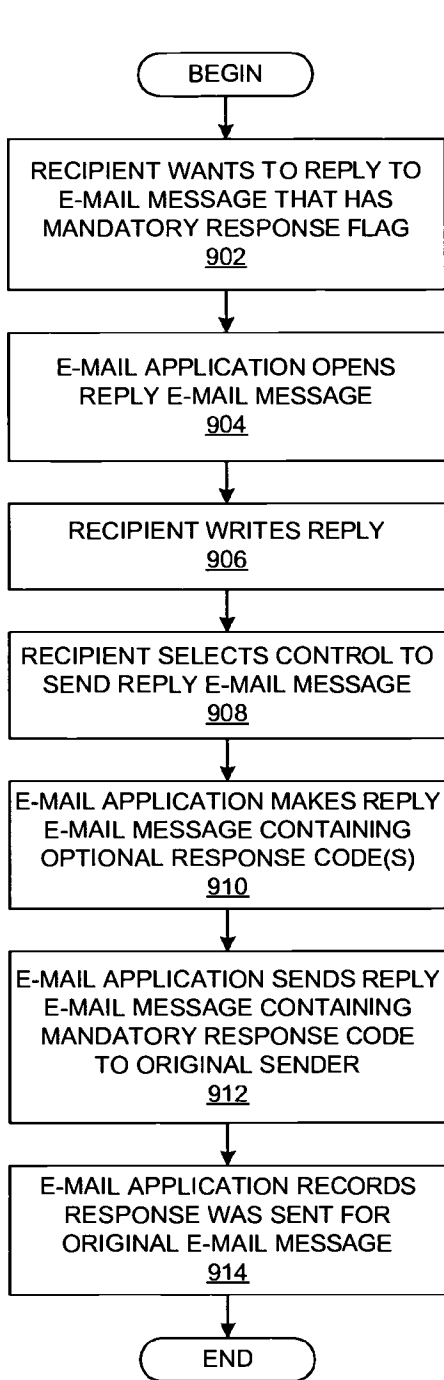 BEGIN
RECIPIENT WANTS TO REPLY TO
E-MAIL MESSAGE THAT HAS
MANDATORY RESPONSE FLAG
902
E-MAIL APPLICATION OPENS
REPLY E-MAIL MESSAGE
904
RECIPIENT WRITES REPLY
906
RECIPIENT SELECTS CONTROL TO
SEND REPLY E-MAIL MESSAGE
908
E-MAIL APPLICATION MAKES REPLY
E-MAIL MESSAGE CONTAINING
OPTIONAL RESPONSE CODE(S)
910
E-MAIL APPLICATION SENDS REPLY
E-MAIL MESSAGE CONTAINING
MANDATORY RESPONSE CODE
TO ORIGINAL SENDER
912
E-MAIL APPLICATION RECORDS
RESPONSE WAS SENT FOR
ORIGINAL E-MAIL MESSAGE
914
END